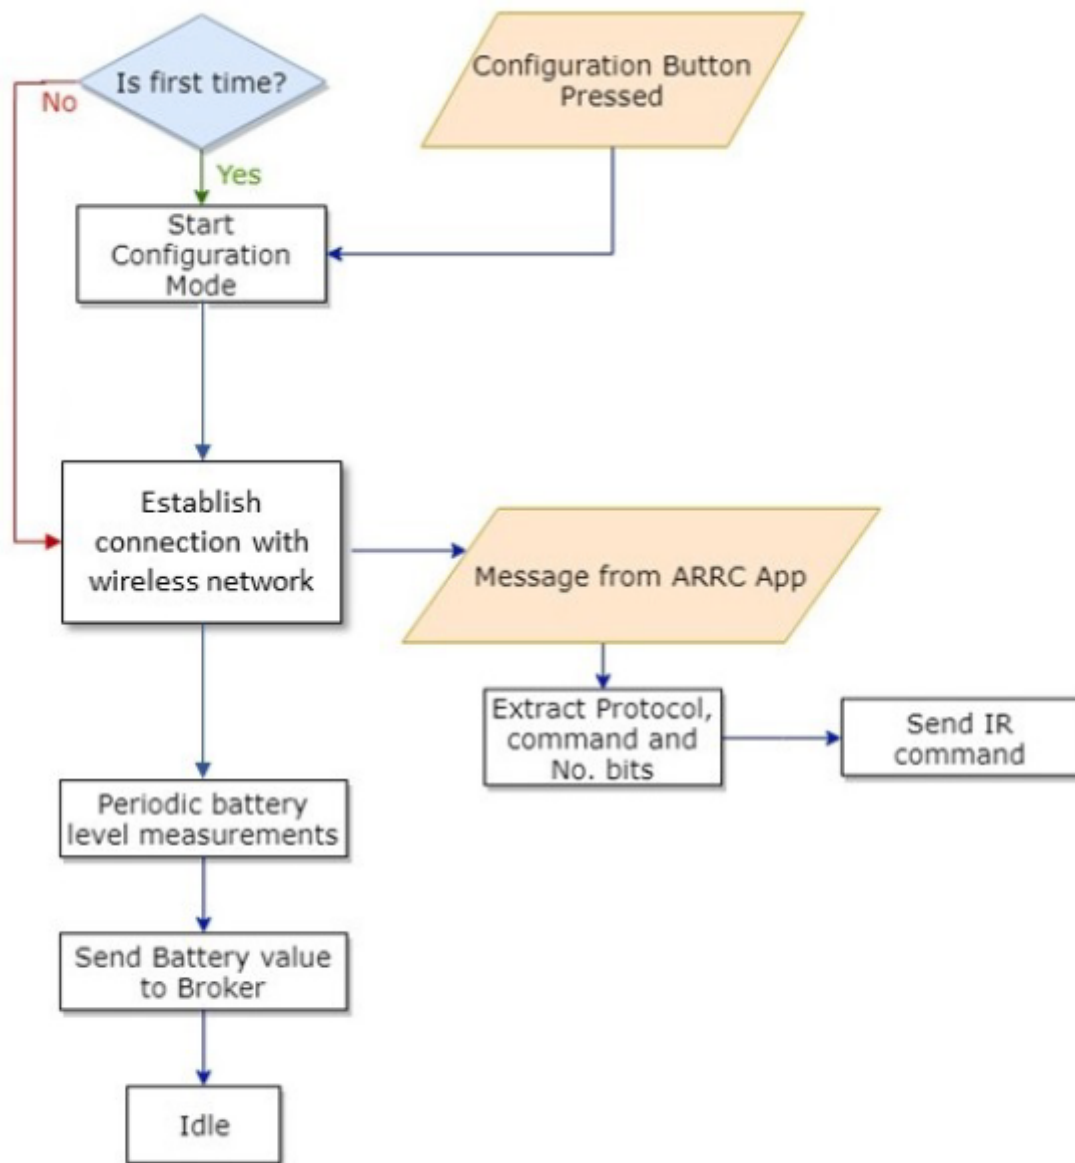 Is first time?
No
Yes
Configuration Button
Pressed
Start
Configuration
Mode
Establish
connection with
wireless network
Message from ARRC App
Extract Protocol,
command and
No. bits
Send IR
command
Periodic battery
level measurements
Send Battery value
to Broker
Idle